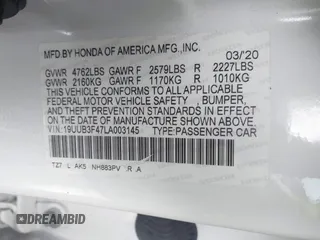 MFD.BY HONDA OF AMERICA MFG.,INC. 03/'20
GVWR 4762LBS GAWR F 2579LBS R 2227LBS
GVWR 2160KG GAWR F 1170KG R 1010KG
THIS VEHICLE CONFORMS TO ALL APPLICABLE
FEDERAL MOTOR VEHICLE SAFETY, BUMPER,
AND THEFT PREVENTION STANDARDS IN EFFECT
ON THE DATE OF MANUFACTURE SHOWN ABOVE.
V.I.N.: 19UUB3F47LA003145 TYPE:PASSENGER CAR
TZ7- L AK5 NH883PV R A
DREAMBID